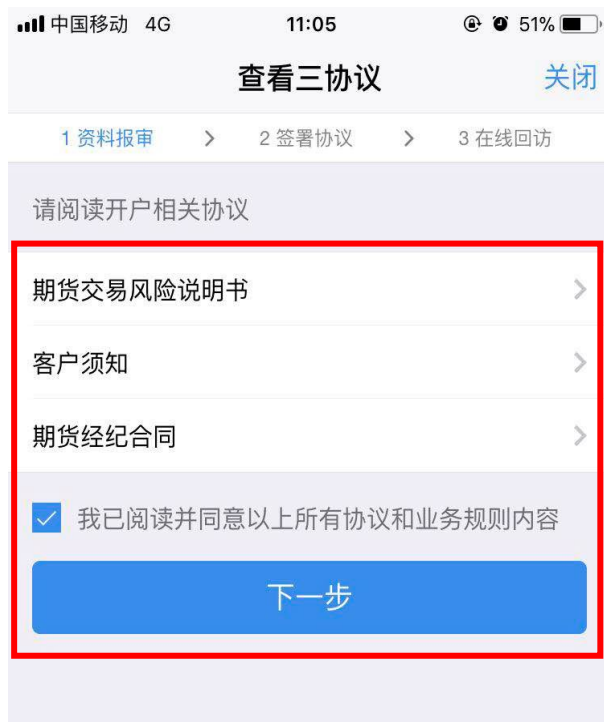 中国移动 4G 11:05 51%
查看三协议 关闭
1 资料报审 > 2 签署协议 > 3 在线回访
请阅读开户相关协议
期货交易风险说明书
客户须知
期货经纪合同
我已阅读并同意以上所有协议和业务规则内容
下一步